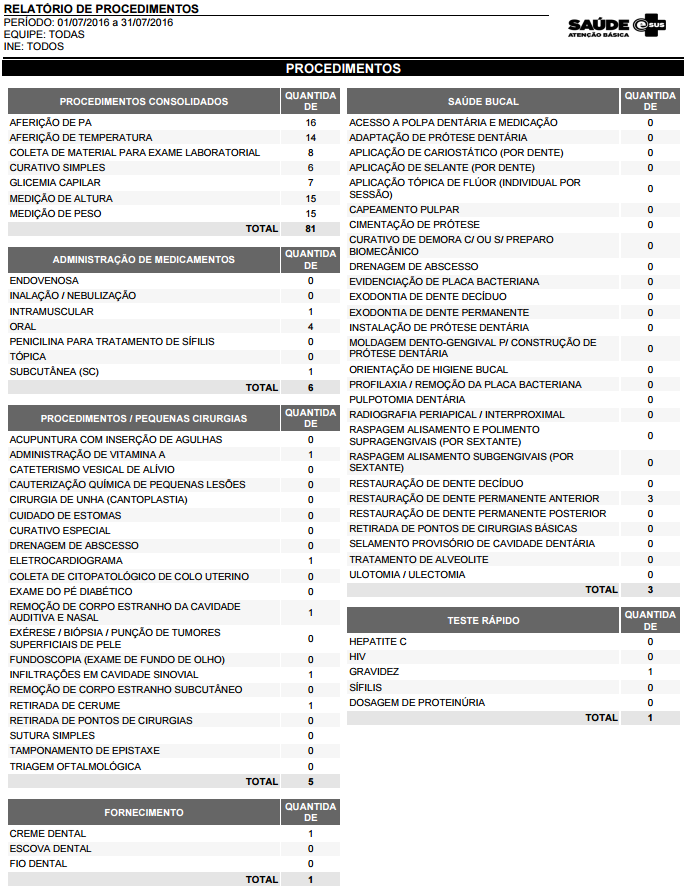 RELATÓRIO DE PROCEDIMENTOS
PERÍODO: 01/07/2016 a 31/07/2016
EQUIPE: TODAS
INE: TODOS
SAÚDE e-SUS
ATENÇÃO BÁSICA
PROCEDIMENTOS
PROCEDIMENTOS CONSOLIDADOS QUANTIDA
DE
AFERIÇÃO DE PA 16
AFERIÇÃO DE TEMPERATURA 14
COLETA DE MATERIAL PARA EXAME LABORATORIAL 8
CURATIVO SIMPLES 6
GLICEMIA CAPILAR 7
MEDIÇÃO DE ALTURA 15
MEDIÇÃO DE PESO 15
TOTAL 81
ADMINISTRAÇÃO DE MEDICAMENTOS QUANTIDA
DE
ENDOVENOSA 0
INALAÇÃO / NEBULIZAÇÃO 0
INTRAMUSCULAR 1
ORAL 4
PENICILINA PARA TRATAMENTO DE SÍFILIS 0
TÓPICA 0
SUBCUTÂNEA (SC) 1
TOTAL 6
PROCEDIMENTOS / PEQUENAS CIRURGIAS QUANTIDA
DE
ACUPUNTURA COM INSERÇÃO DE AGULHAS 0
ADMINISTRAÇÃO DE VITAMINA A 1
CATETERISMO VESICAL DE ALÍVIO 0
CAUTERIZAÇÃO QUÍMICA DE PEQUENAS LESÕES 0
CIRURGIA DE UNHA (CANTOPLASTIA) 0
CUIDADO DE ESTOMAS 0
CURATIVO ESPECIAL 0
DRENAGEM DE ABSCESSO 0
ELETROCARDIOGRAMA 1
COLETA DE CITOPATOLÓGICO DE COLO UTERINO 0
EXAME DO PÉ DIABÉTICO 0
REMOÇÃO DE CORPO ESTRANHO DA CAVIDADE
AUDITIVA E NASAL 1
EXÉRESE / BIÓPSIA / PUNÇÃO DE TUMORES
SUPERFICIAIS DE PELE 0
FUNDOSCOPIA (EXAME DE FUNDO DE OLHO) 0
INFILTRAÇÕES EM CAVIDADE SINOVIAL 1
REMOÇÃO DE CORPO ESTRANHO SUBCUTÂNEO 0
RETIRADA DE CERUME 1
RETIRADA DE PONTOS DE CIRURGIAS 0
SUTURA SIMPLES 0
TAMPONAMENTO DE EPISTAXE 0
TRIAGEM OFTALMOLÓGICA 0
TOTAL 5
FORNECIMENTO QUANTIDA
DE
CREME DENTAL 1
ESCOVA DENTAL 0
FIO DENTAL 0
TOTAL 1
SAÚDE BUCAL QUANTIDA
DE
ACESSO A POLPA DENTÁRIA E MEDICAÇÃO 0
ADAPTAÇÃO DE PRÓTESE DENTÁRIA 0
APLICAÇÃO DE CARIOSTÁTICO (POR DENTE) 0
APLICAÇÃO DE SELANTE (POR DENTE) 0
APLICAÇÃO TÓPICA DE FLÚOR (INDIVIDUAL POR
SESSÃO) 0
CAPEAMENTO PULPAR 0
CIMENTAÇÃO DE PRÓTESE 0
CURATIVO DE DEMORA C/ OU S/ PREPARO
BIOMECÂNICO 0
DRENAGEM DE ABSCESSO 0
EVIDENCIAÇÃO DE PLACA BACTERIANA 0
EXODONTIA DE DENTE DECÍDUO 0
EXODONTIA DE DENTE PERMANENTE 0
INSTALAÇÃO DE PRÓTESE DENTÁRIA 0
MOLDAGEM DENTO-GENGIVAL P/ CONSTRUÇÃO DE
PRÓTESE DENTÁRIA 0
ORIENTAÇÃO DE HIGIENE BUCAL 0
PROFILAXIA / REMOÇÃO DA PLACA BACTERIANA 0
PULPOTOMIA DENTÁRIA 0
RADIOGRAFIA PERIAPICAL / INTERPROXIMAL 0
RASPAGEM ALISAMENTO E POLIMENTO
SUPRAGENGIVAIS (POR SEXTANTE) 0
RASPAGEM ALISAMENTO SUBGENGIVAIS (POR
SEXTANTE) 0
RESTAURAÇÃO DE DENTE DECÍDUO 0
RESTAURAÇÃO DE DENTE PERMANENTE ANTERIOR 3
RESTAURAÇÃO DE DENTE PERMANENTE POSTERIOR 0
RETIRADA DE PONTOS DE CIRURGIAS BÁSICAS 0
SELAMENTO PROVISÓRIO DE CAVIDADE DENTÁRIA 0
TRATAMENTO DE ALVEOLITE 0
ULOTOMIA / ULECTOMIA 0
TOTAL 3
TESTE RÁPIDO QUANTIDA
DE
HEPATITE C 0
HIV 0
GRAVIDEZ 1
SÍFILIS 0
DOSAGEM DE PROTEINÚRIA 0
TOTAL 1